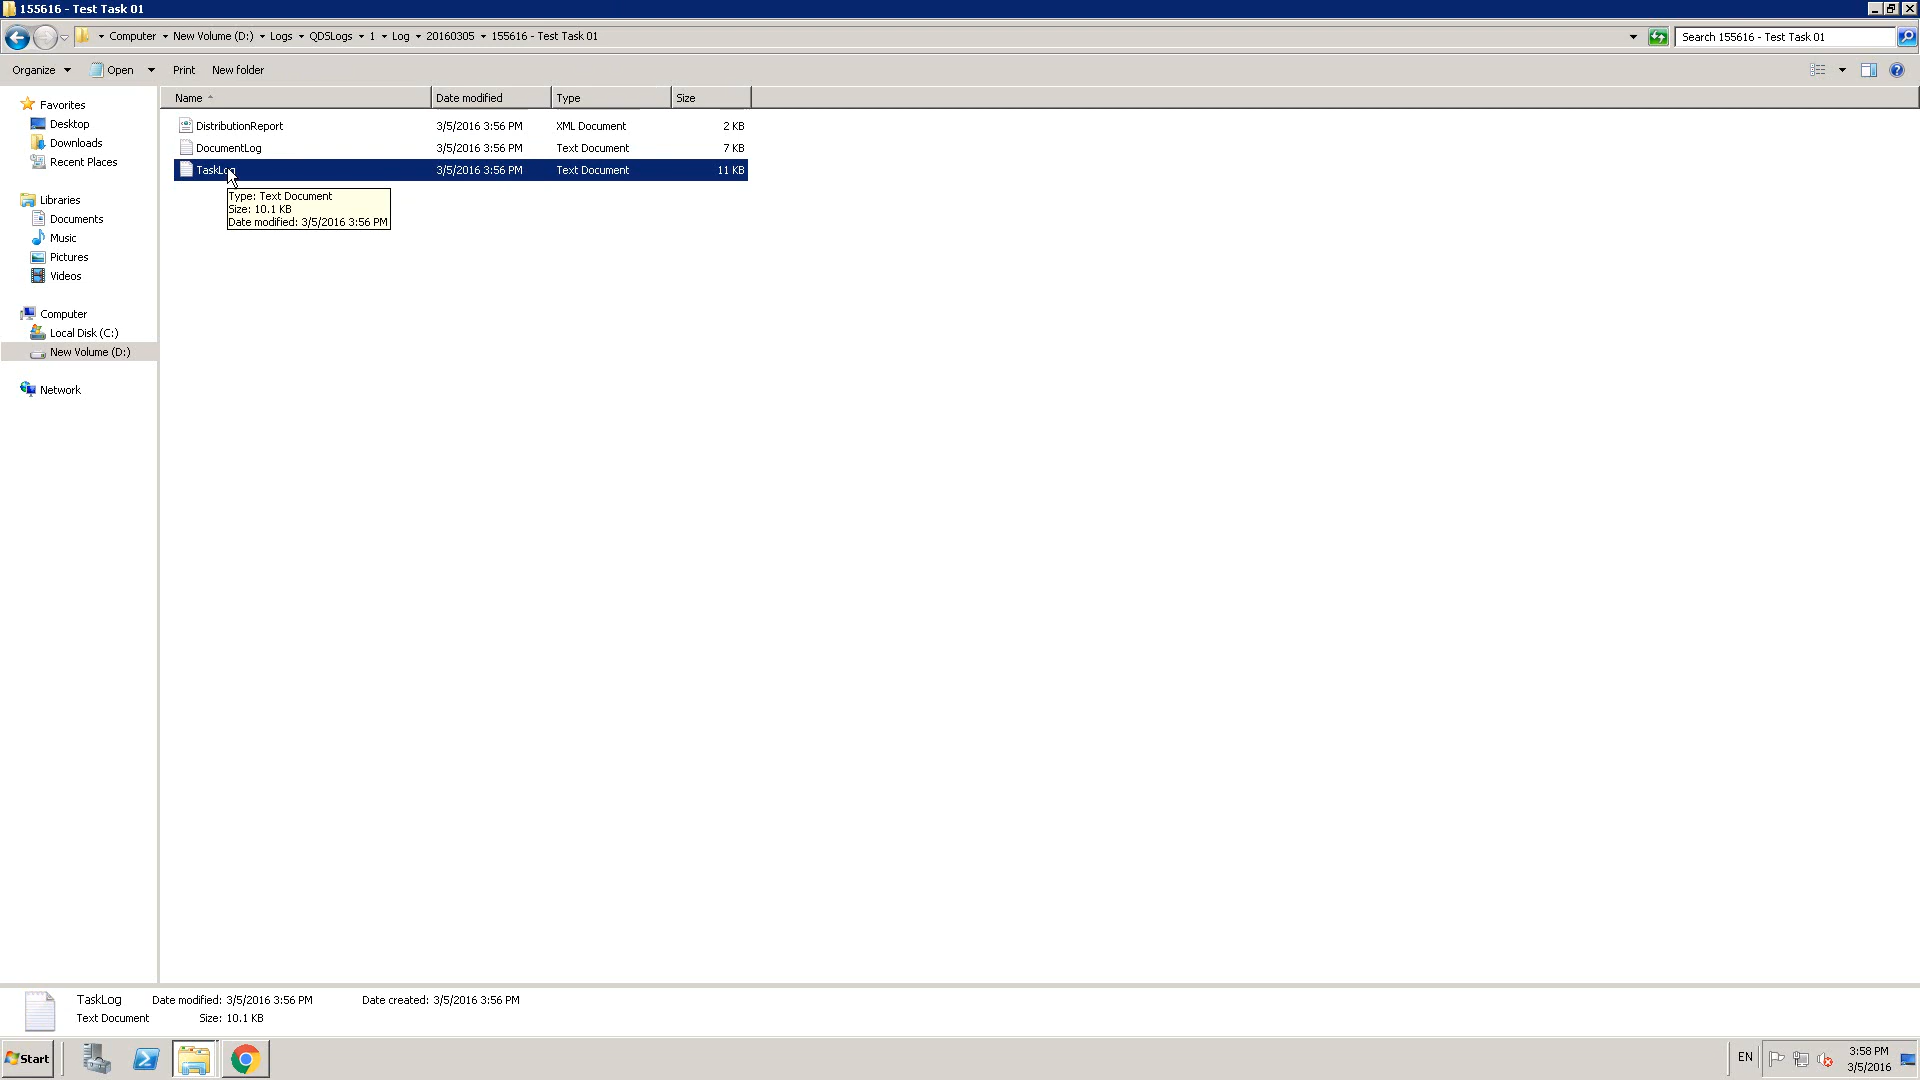 155616 - Test Task 01
Computer New Volume (D:) Logs QDSLogs 1 Log 20160305 155616 - Test Task 01
Search 155616 - Test Task 01
Organize Open Print New folder
Name Date modified Type Size
DistributionReport 3/5/2016 3:56 PM XML Document 2 KB
DocumentLog 3/5/2016 3:56 PM Text Document 7 KB
TaskLog 3/5/2016 3:56 PM Text Document 11 KB
Type: Text Document
Size: 10.1 KB
Date modified: 3/5/2016 3:56 PM
Favorites
Desktop
Downloads
Recent Places
Libraries
Documents
Music
Pictures
Videos
Computer
Local Disk (C:)
New Volume (D:)
Network
TaskLog Date modified: 3/5/2016 3:56 PM Date created: 3/5/2016 3:56 PM
Text Document Size: 10.1 KB
Start
EN
3:58 PM
3/5/2016